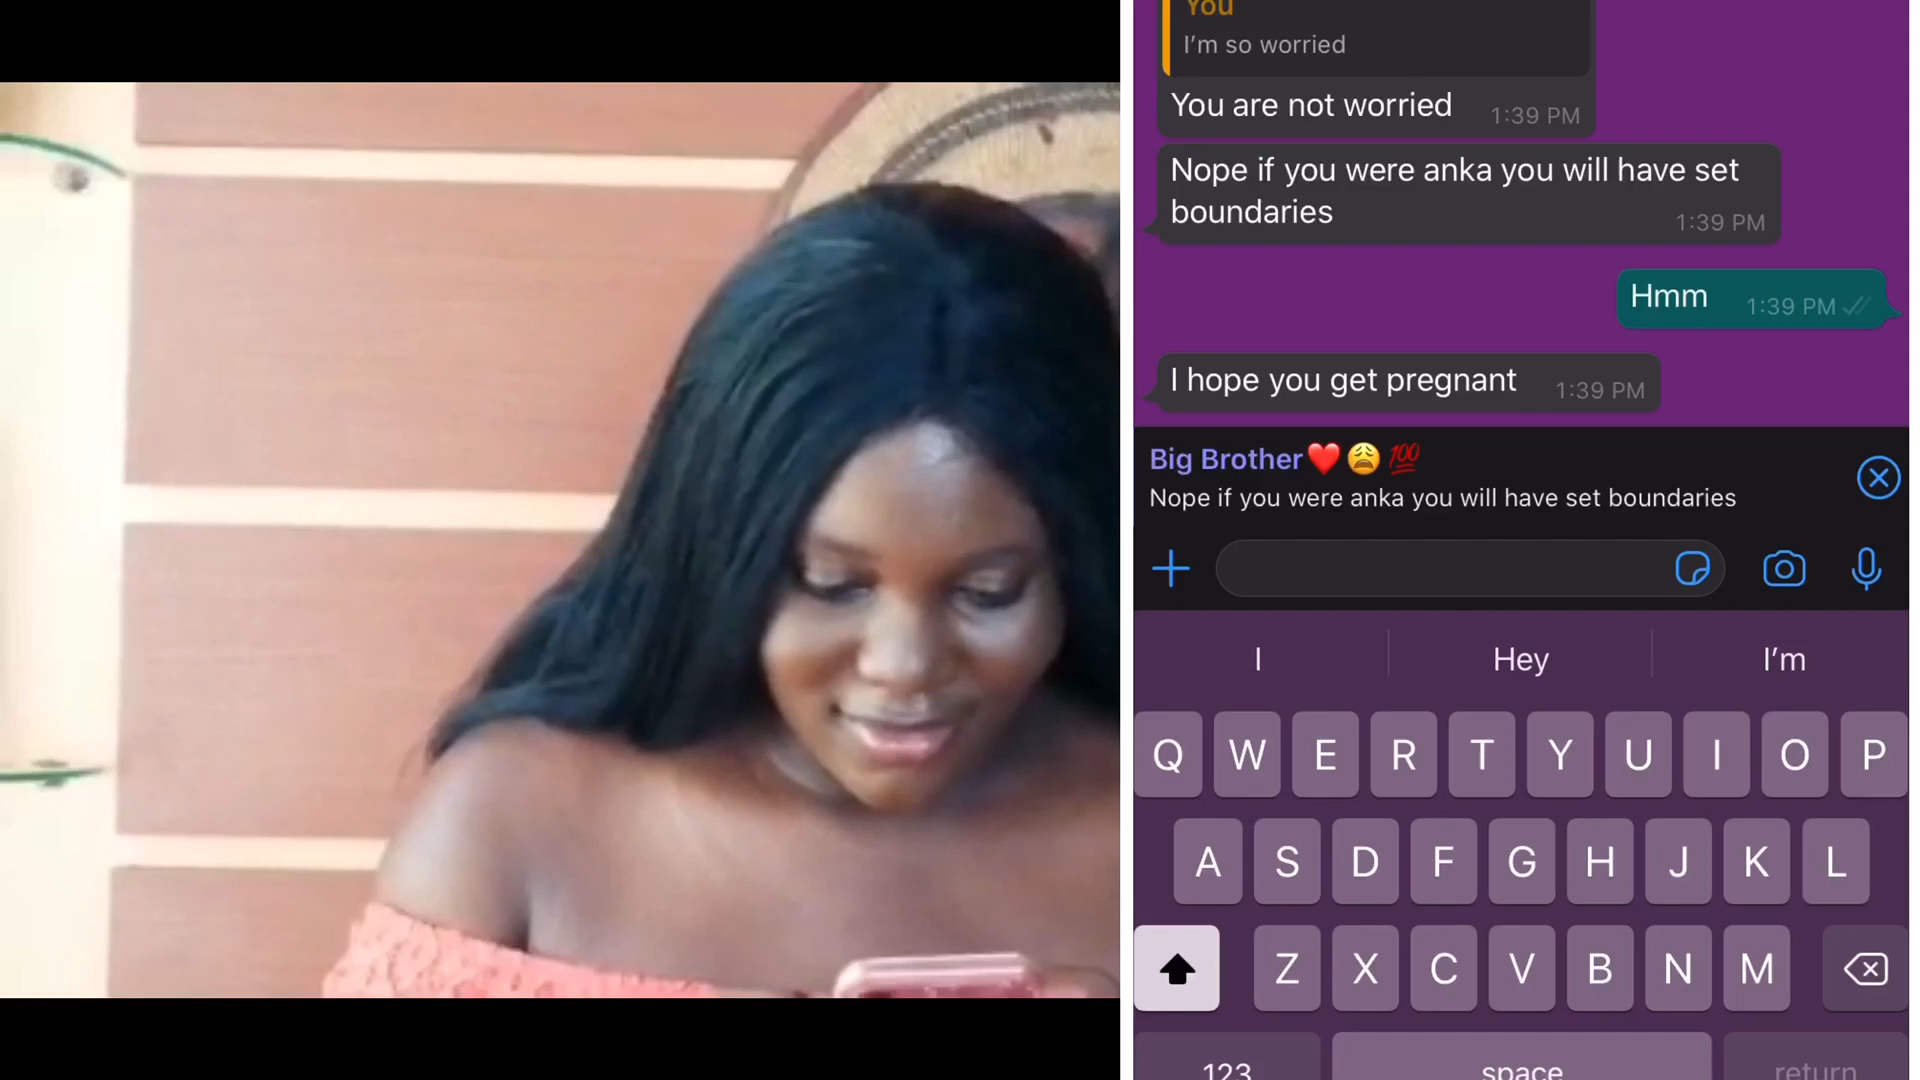 You
I'm so worried
You are not worried 1:39 PM
Nope if you were anka you will have set
boundaries 1:39 PM
Hmm 1:39 PM
I hope you get pregnant 1:39 PM
Big Brother❤️😩💯
Nope if you were anka you will have set boundaries
I Hey I'm
Q W E R T Y U I O P
A S D F G H J K L
Z X C V B N M
123 space return